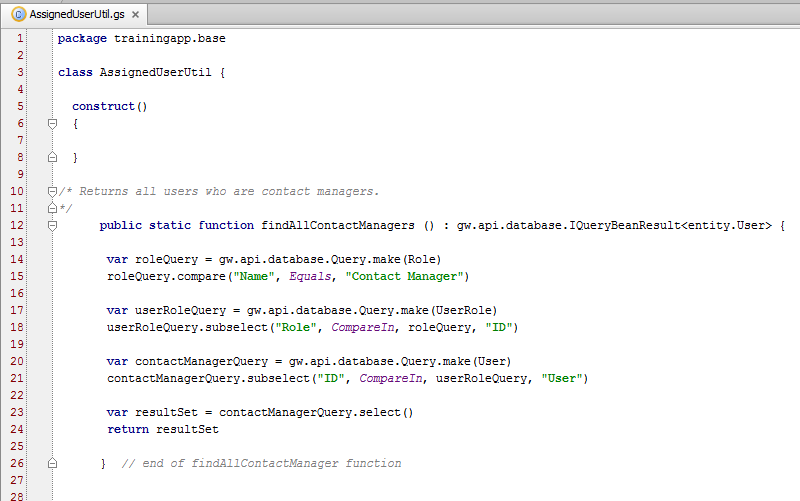 AssignedUserUtil.gs
1 package trainingapp.base
2
3 class AssignedUserUtil {
4
5 construct()
6 {
7
8 }
9
10 /* Returns all users who are contact managers.
11 */
12 public static function findAllContactManagers () : gw.api.database.IQueryBeanResult<entity.User> {
13
14 var roleQuery = gw.api.database.Query.make(Role)
15 roleQuery.compare("Name", Equals, "Contact Manager")
16
17 var userRoleQuery = gw.api.database.Query.make(UserRole)
18 userRoleQuery.subselect("Role", CompareIn, roleQuery, "ID")
19
20 var contactManagerQuery = gw.api.database.Query.make(User)
21 contactManagerQuery.subselect("ID", CompareIn, userRoleQuery, "User")
22
23 var resultSet = contactManagerQuery.select()
24 return resultSet
25
26 } // end of findAllContactManager function
27
28